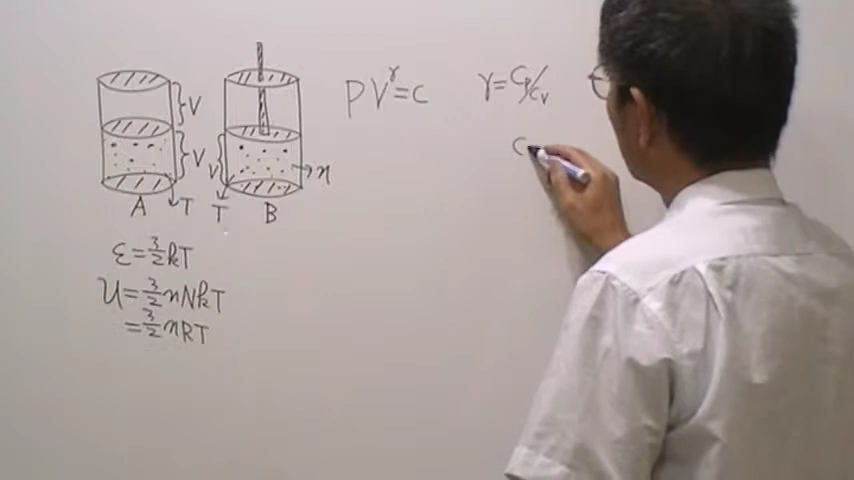 V
V
V
n
A
T
T
B
PV^γ=C
γ=Cp/Cv
C
ε=3/2kT
U=3/2nNkT
=3/2nRT